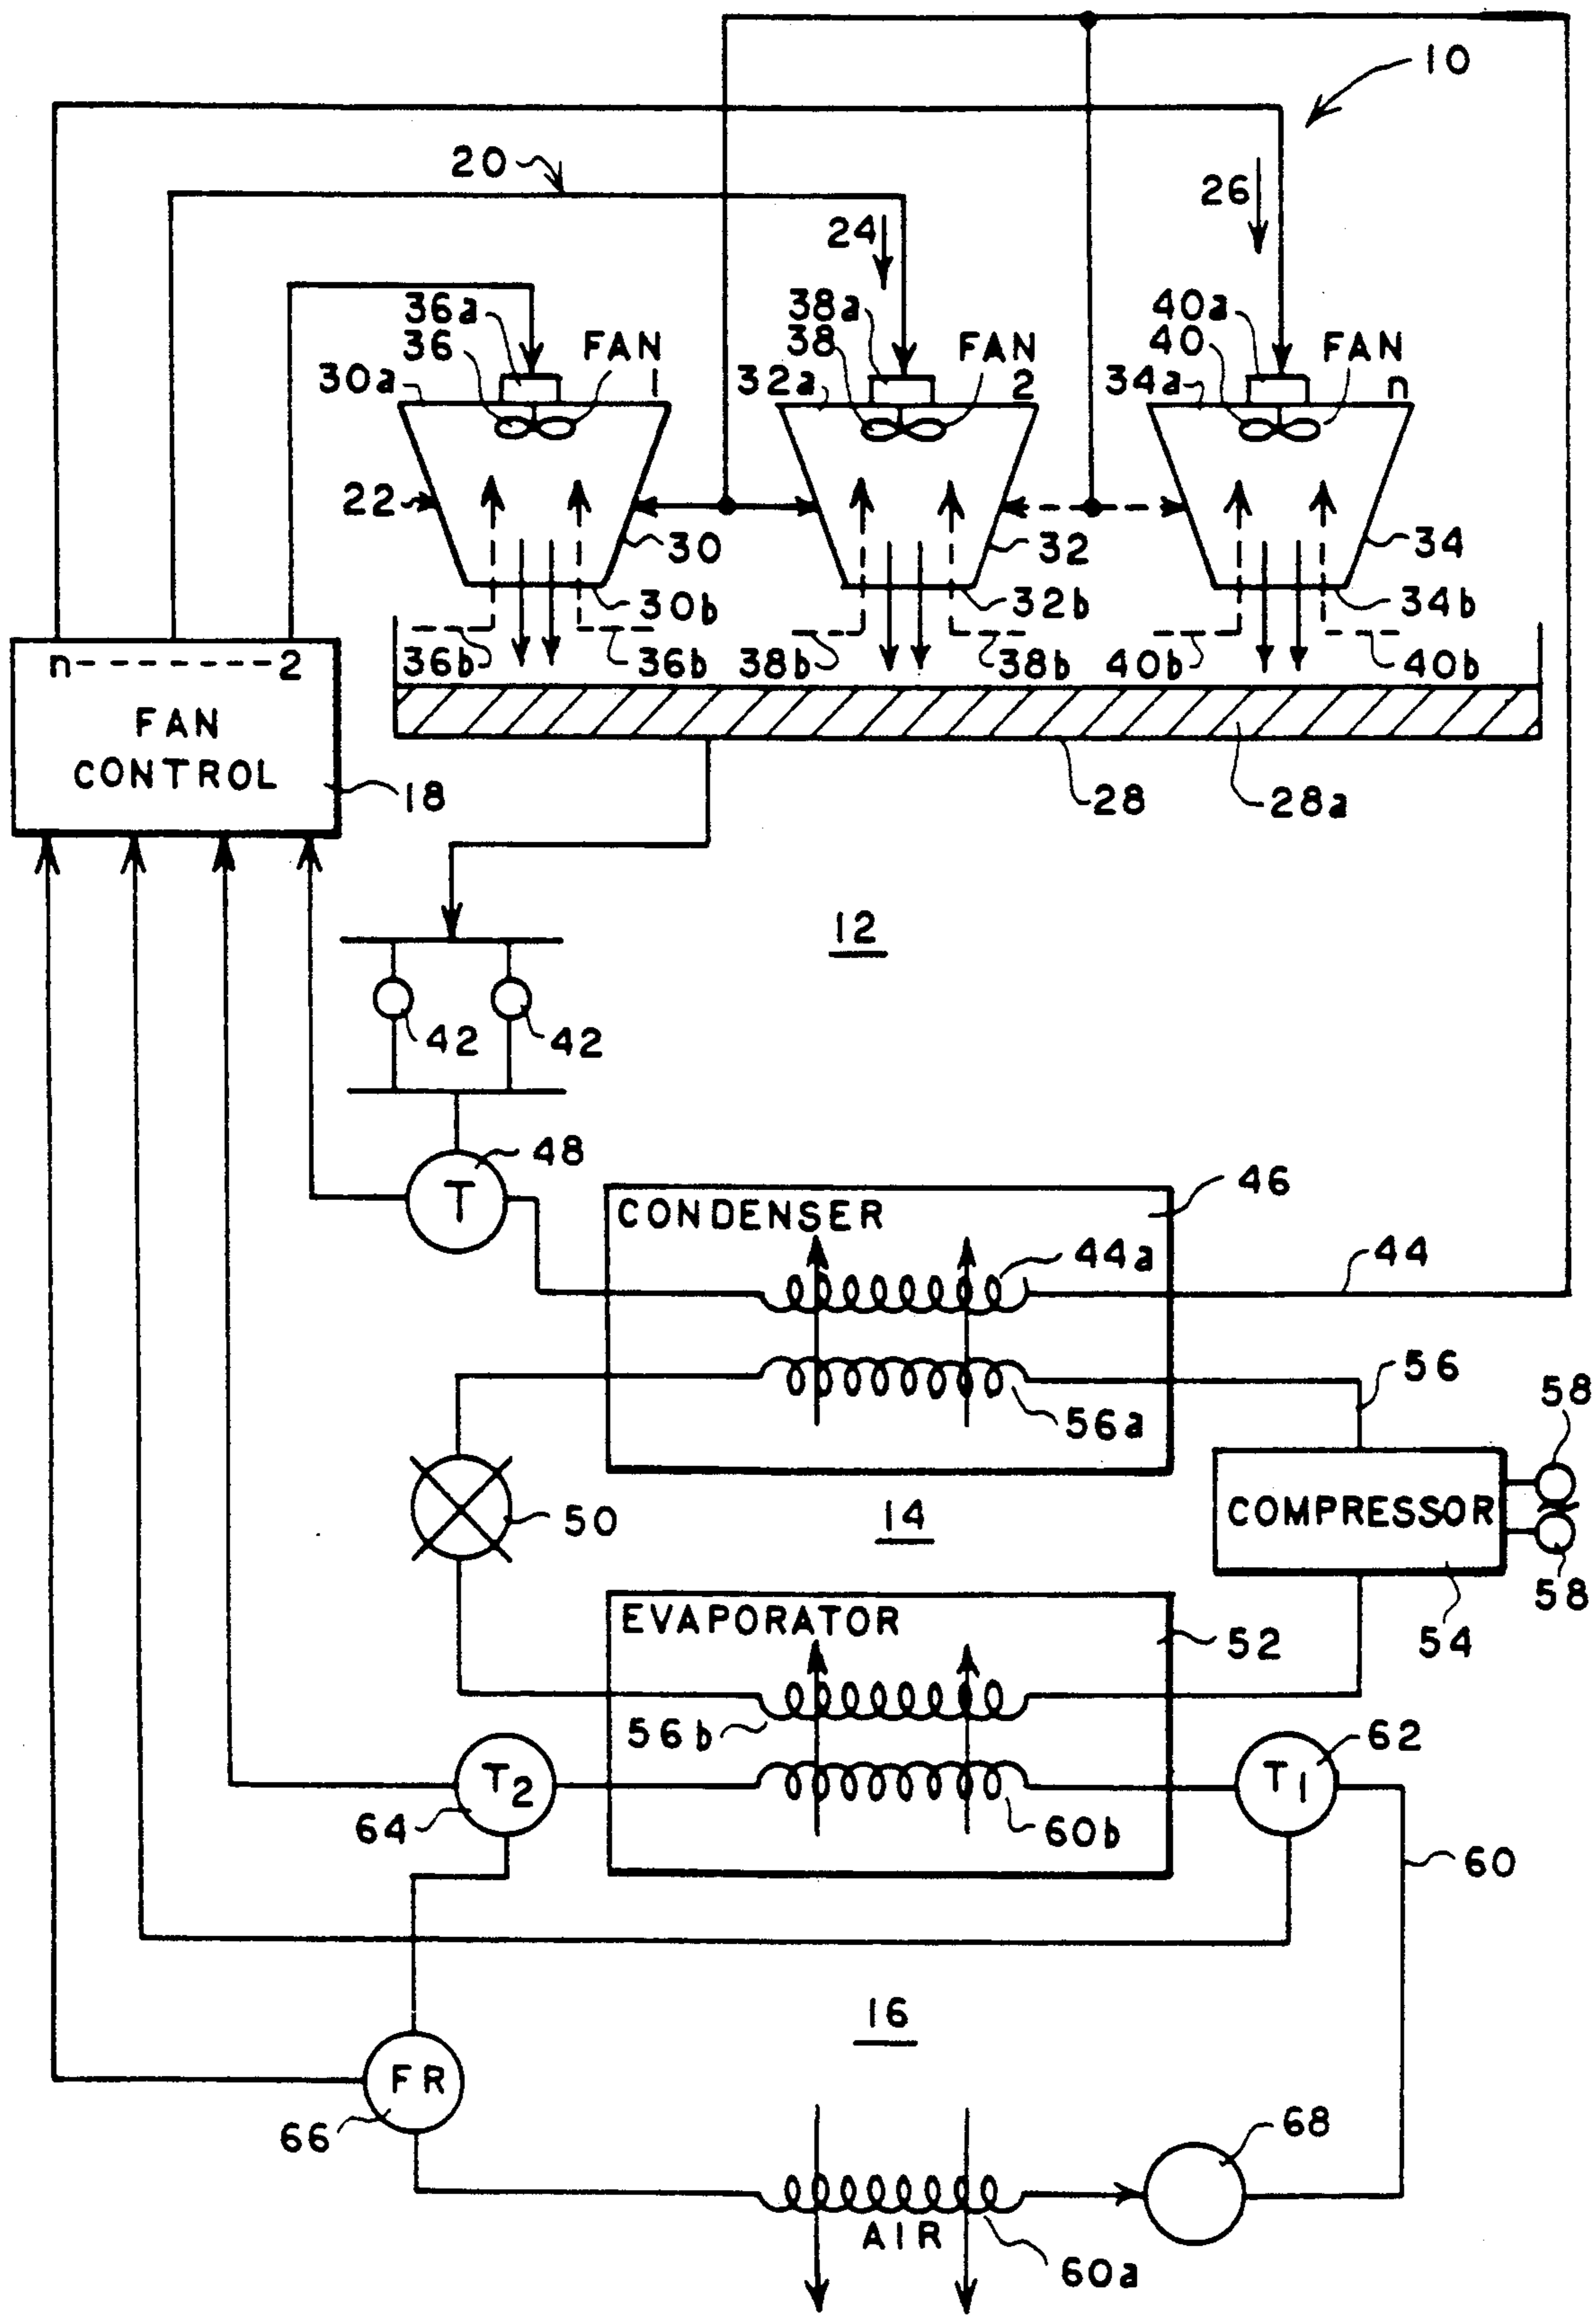 10
20
26
24
36a
36
FAN
1
30a
38a
38
FAN
2
32a
40a
40
FAN
n
34a
22
30
32
34
30b
32b
34b
36b
36b
38b
38b
40b
40b
n--------2
FAN
CONTROL
18
28
28a
12
42
42
48
T
CONDENSER
46
44a
44
56
56a
58
50
14
COMPRESSOR
58
54
EVAPORATOR
52
56b
62
T2
T1
64
60b
60
16
FR
66
68
AIR
60a